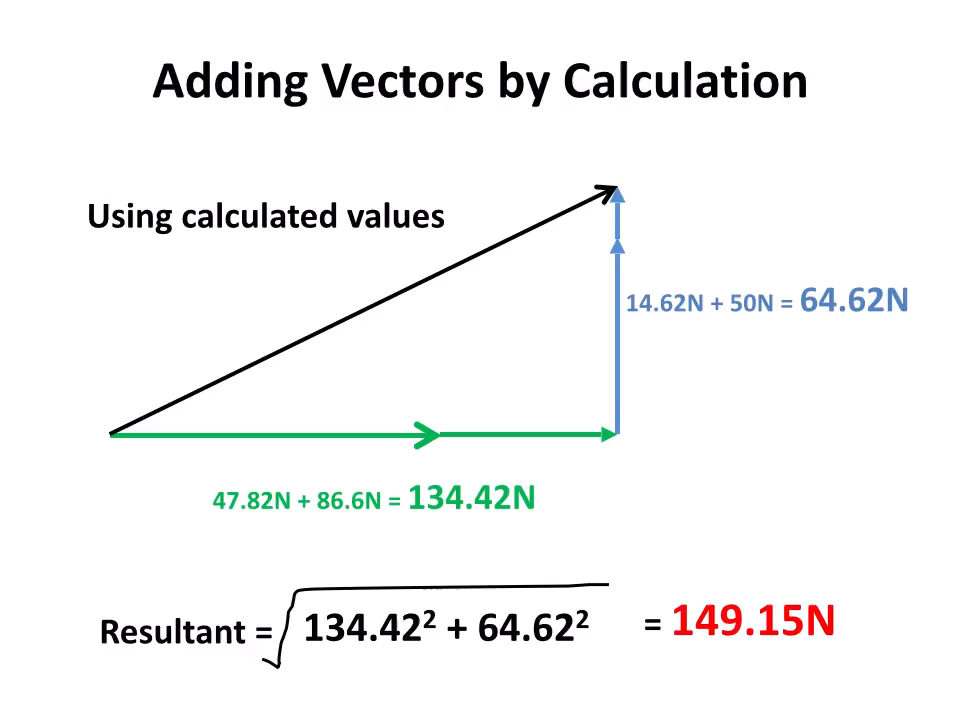 Adding Vectors by Calculation
Using calculated values
14.62N + 50N = 64.62N
47.82N + 86.6N = 134.42N
Resultant = √134.42² + 64.62² = 149.15N